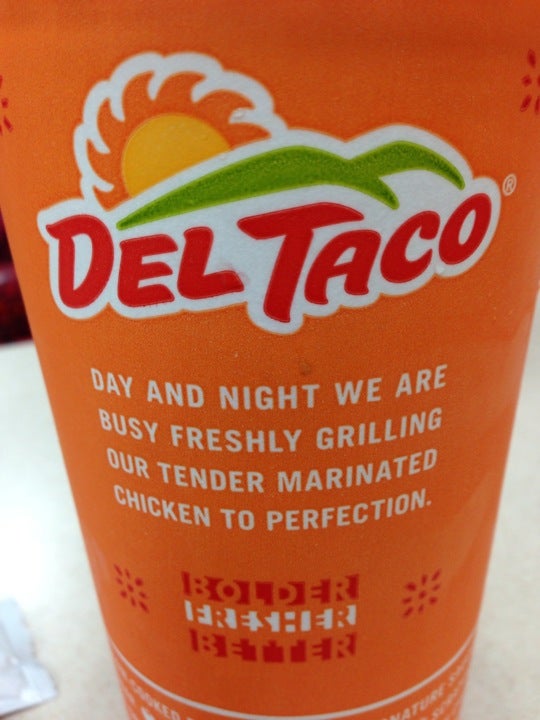 DEL TACO®
DAY AND NIGHT WE ARE
BUSY FRESHLY GRILLING
OUR TENDER MARINATED
CHICKEN TO PERFECTION.
BOLDER
FRESHER
BETTER